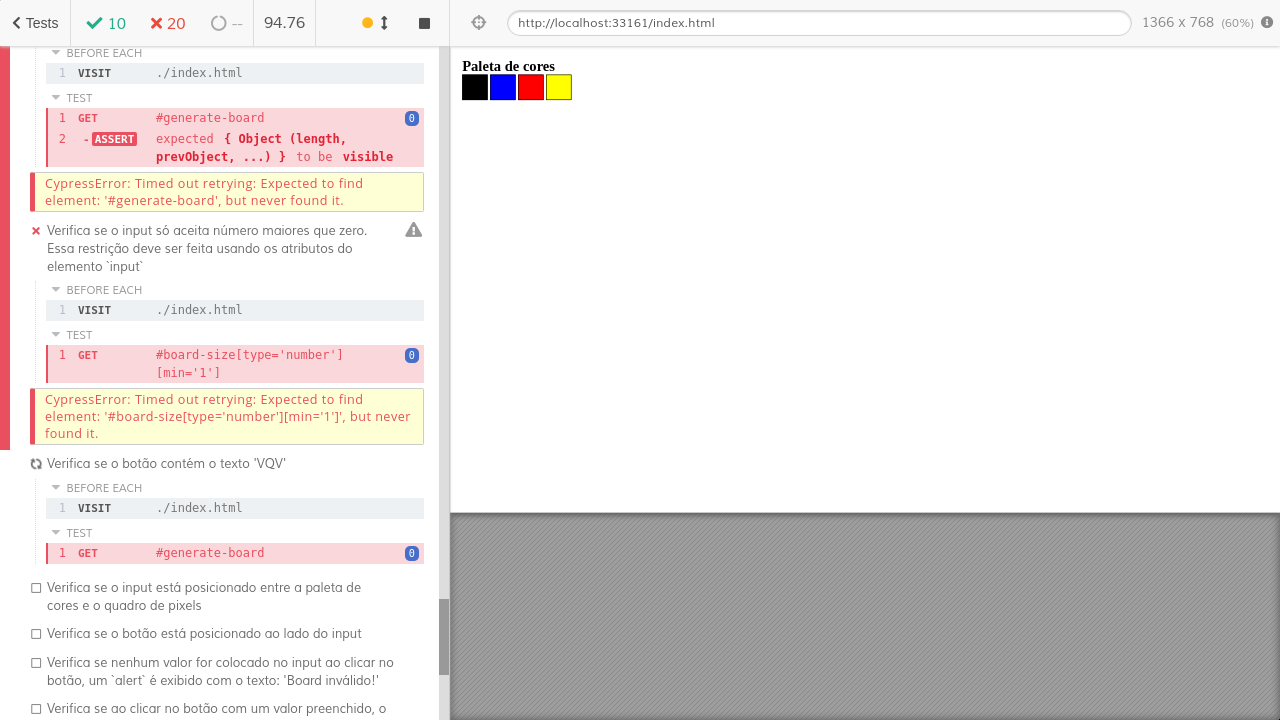 Tests 10 20 -- 94.76 http://localhost:33161/index.html 1366 x 768 (60%)
BEFORE EACH
1 VISIT ./index.html
TEST
1 GET #generate-board 0
2 - ASSERT expected { Object (length,
prevObject, ...) } to be visible
CypressError: Timed out retrying: Expected to find
element: '#generate-board', but never found it.
Verifica se o input só aceita número maiores que zero.
Essa restrição deve ser feita usando os atributos do
elemento `input`
BEFORE EACH
1 VISIT ./index.html
TEST
1 GET #board-size[type='number'] 0
[min='1']
CypressError: Timed out retrying: Expected to find
element: '#board-size[type='number'][min='1']', but never
found it.
Verifica se o botão contém o texto 'VQV'
BEFORE EACH
1 VISIT ./index.html
TEST
1 GET #generate-board 0
Verifica se o input está posicionado entre a paleta de
cores e o quadro de pixels
Verifica se o botão está posicionado ao lado do input
Verifica se nenhum valor for colocado no input ao clicar no
botão, um `alert` é exibido com o texto: 'Board inválido!'
Verifica se ao clicar no botão com um valor preenchido, o
Paleta de cores